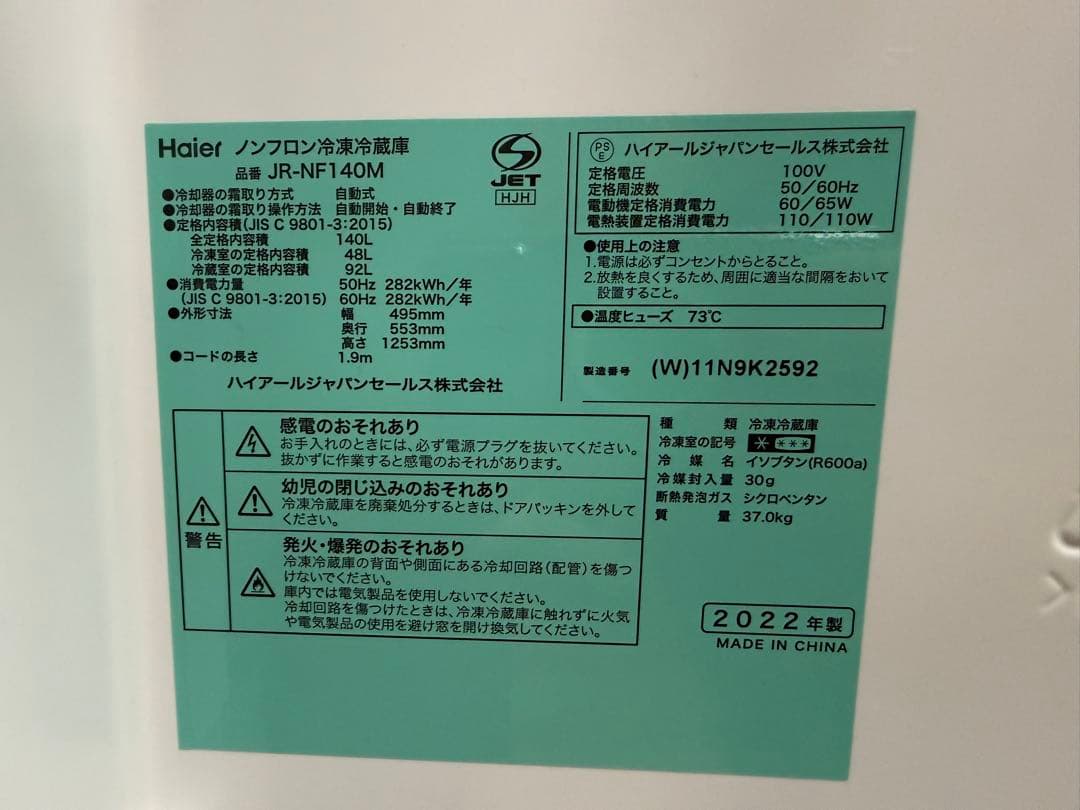 Haier ノンフロン冷凍冷蔵庫
品番 JR-NF140M
●冷却器の霜取り方式 自動式
●冷却器の霜取り操作方法 自動開始・自動終了
●定格内容積(JIS C 9801-3:2015)
全定格内容積 140L
冷凍室の定格内容積 48L
冷蔵室の定格内容積 92L
●消費電力量 50Hz 282kWh/年
(JIS C 9801-3:2015) 60Hz 282kWh/年
●外形寸法 幅 495mm
奥行 553mm
高さ 1253mm
●コードの長さ 1.9m
ハイアールジャパンセールス株式会社
S
JET
HJH
PSE ハイアールジャパンセールス株式会社
定格電圧 100V
定格周波数 50/60Hz
電動機定格消費電力 60/65W
電熱装置定格消費電力 110/110W
●使用上の注意
1.電源は必ずコンセントからとること。
2.放熱を良くするため、周囲に適当な間隔をおいて
設置すること。
●温度ヒューズ 73℃
製造番号 (W)11N9K2592
警告
感電のおそれあり
お手入れのときには、必ず電源プラグを抜いてください。
抜かずに作業すると感電のおそれがあります。
幼児の閉じ込めのおそれあり
冷凍冷蔵庫を廃棄処分するときは、ドアパッキンを外して
ください。
発火・爆発のおそれあり
冷凍冷蔵庫の背面や側面にある冷却回路(配管)を傷つ
けないでください。
庫内では電気製品を使用しないでください。
冷却回路を傷つけたときは、冷凍冷蔵庫に触れずに火気
や電気製品の使用を避け窓を開け換気してください。
種類 冷凍冷蔵庫
冷凍室の記号 * ***
冷媒名 イソブタン(R600a)
冷媒封入量 30g
断熱発泡ガス シクロペンタン
質量 37.0kg
2022年製
MADE IN CHINA